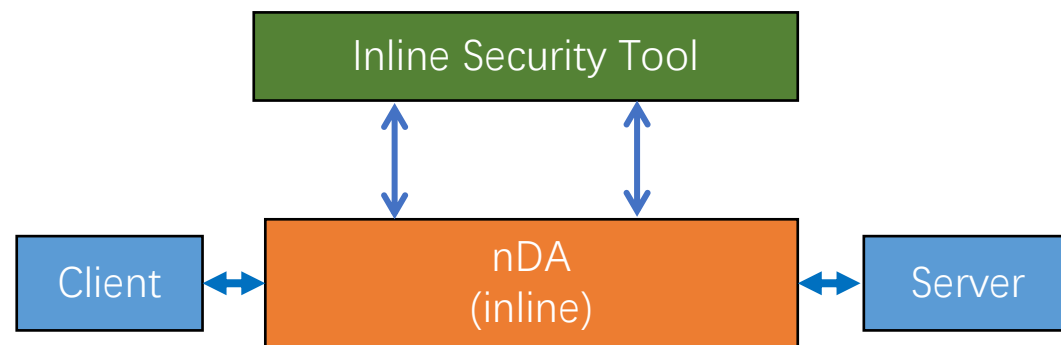 Inline Security Tool
Client
nDA
(inline)
Server